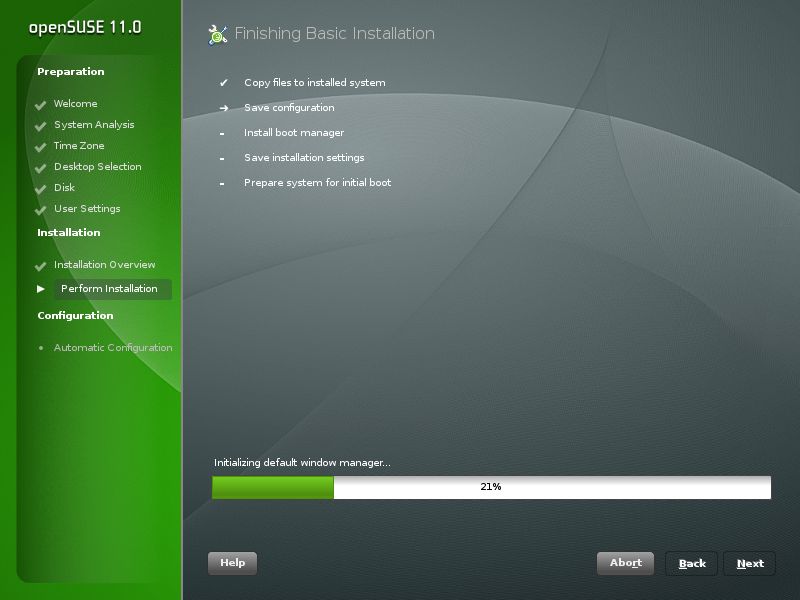 openSUSE 11.0
Preparation
Welcome
System Analysis
Time Zone
Desktop Selection
Disk
User Settings
Installation
Installation Overview
Perform Installation
Configuration
Automatic Configuration
Finishing Basic Installation
Copy files to installed system
Save configuration
Install boot manager
Save installation settings
Prepare system for initial boot
Initializing default window manager...
21%
Help
Abort
Back
Next